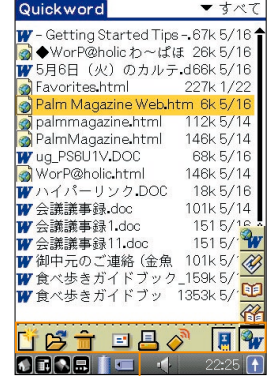 Quickword ▼ すべて
- Getting Started Tips -.67k 5/16
◆WorP@holic わ～ぱほ 26k 5/16
5月6日（火）のカルテ.d66k 5/16
Favorites.html 227k 1/22
Palm Magazine Web.htm 6k 5/16
palmmagazine.html 112k 5/14
PalmMagazine.html 146k 5/14
ug_PS6U1V.DOC 68k 5/16
WorP@holic.html 146k 5/14
ハイパーリンク.DOC 18k 5/16
会議議事録.doc 101k 5/14
会議議事録1.doc 151 5/1
会議議事録11.doc 151 5/
御中元のご連絡（金魚 101k 5/
食べ歩きガイドブック_159k 5/
食べ歩きガイドブッ 1353k 5/
22:25